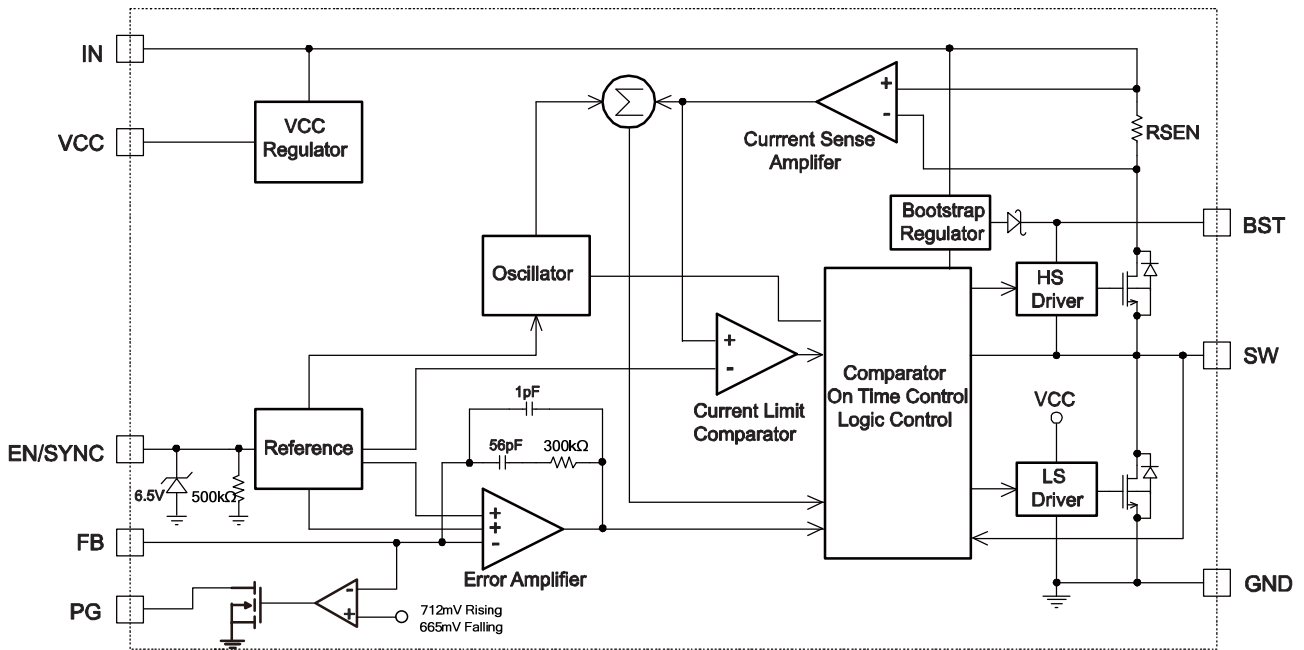 IN
VCC
Regulator
VCC
Σ
+
-
Currrent Sense
Amplifer
RSEN
Bootstrap
Regulator
BST
Oscillator
HS
Driver
+
-
Current Limit
Comparator
Comparator
On Time Control
Logic Control
SW
VCC
1pF
56pF
300kΩ
EN/SYNC
Reference
6.5V
500kΩ
LS
Driver
+
+
-
Error Amplifier
FB
GND
PG
-
+
712mV Rising
665mV Falling